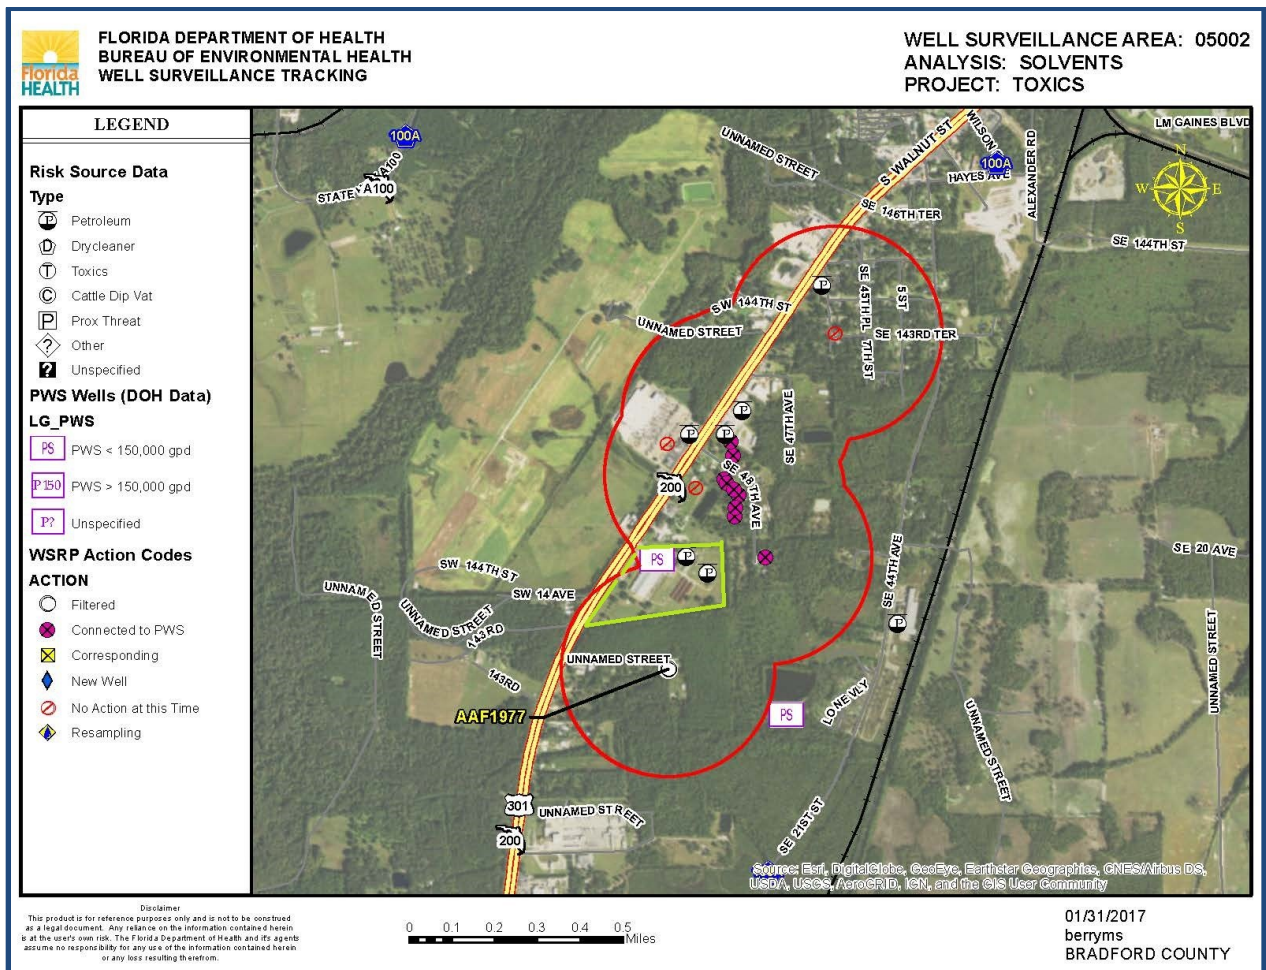 FLORIDA DEPARTMENT OF HEALTH
BUREAU OF ENVIRONMENTAL HEALTH
WELL SURVEILLANCE TRACKING
Florida
HEALTH
WELL SURVEILLANCE AREA: 05002
ANALYSIS: SOLVENTS
PROJECT: TOXICS
LEGEND
Risk Source Data
Type
P Petroleum
D Drycleaner
T Toxics
C Cattle Dip Vat
P Prox Threat
? Other
? Unspecified
PWS Wells (DOH Data)
LG_PWS
PS PWS < 150,000 gpd
P150 PWS > 150,000 gpd
P? Unspecified
WSRP Action Codes
ACTION
Filtered
Connected to PWS
Corresponding
New Well
No Action at this Time
Resampling
100A
STATE
A100
A100
UNNAMED STREET
S WALNUT ST
WILSON
100A
HAYES AVE
ALEXANDER RD
LM GAINES BLVD
N
W E
S
SE 146TH TER
SE 144TH ST
P
SW 144TH ST
UNNAMED STREET
SE 45TH PL
5 ST
SE 143RD TER
7TH ST
P
P
P
SE 47TH AVE
SE 48TH AVE
200
PS
P
P
SW 144TH ST
SW 14 AVE
UNNAMED STREET
UNNAMED STREET
143RD
143RD
UNNAMED STREET
AAF1977
SE 44TH AVE
P
SE 20 AVE
UNNAMED STREET
PS
LONEVLY
UNNAMED STREET
301
UNNAMED STREET
200
SE 21ST ST
Source: Esri, DigitalGlobe, GeoEye, Earthstar Geographics, CNES/Airbus DS,
USDA, USGS, AeroGRID, IGN, and the GIS User Community
Disclaimer
This product is for reference purposes only and is not to be construed
as a legal document. Any reliance on the information contained herein
is at the user's own risk. The Florida Department of Health and it's agents
assume no responsibility for any use of the information contained herein
or any loss resulting therefrom.
0 0.1 0.2 0.3 0.4 0.5
Miles
01/31/2017
berryms
BRADFORD COUNTY